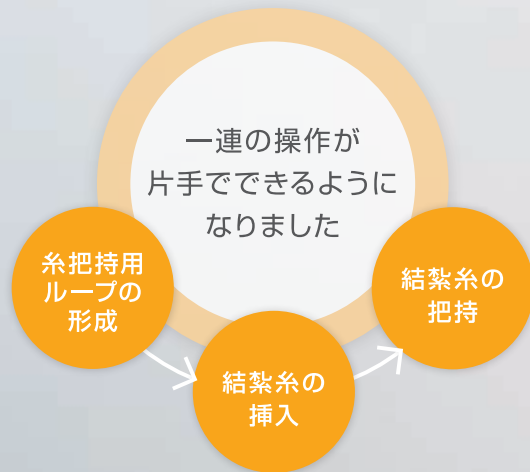 一連の操作が
片手でできるように
なりました
糸把持用
ループの
形成
結紮糸の
挿入
結紮糸の
把持